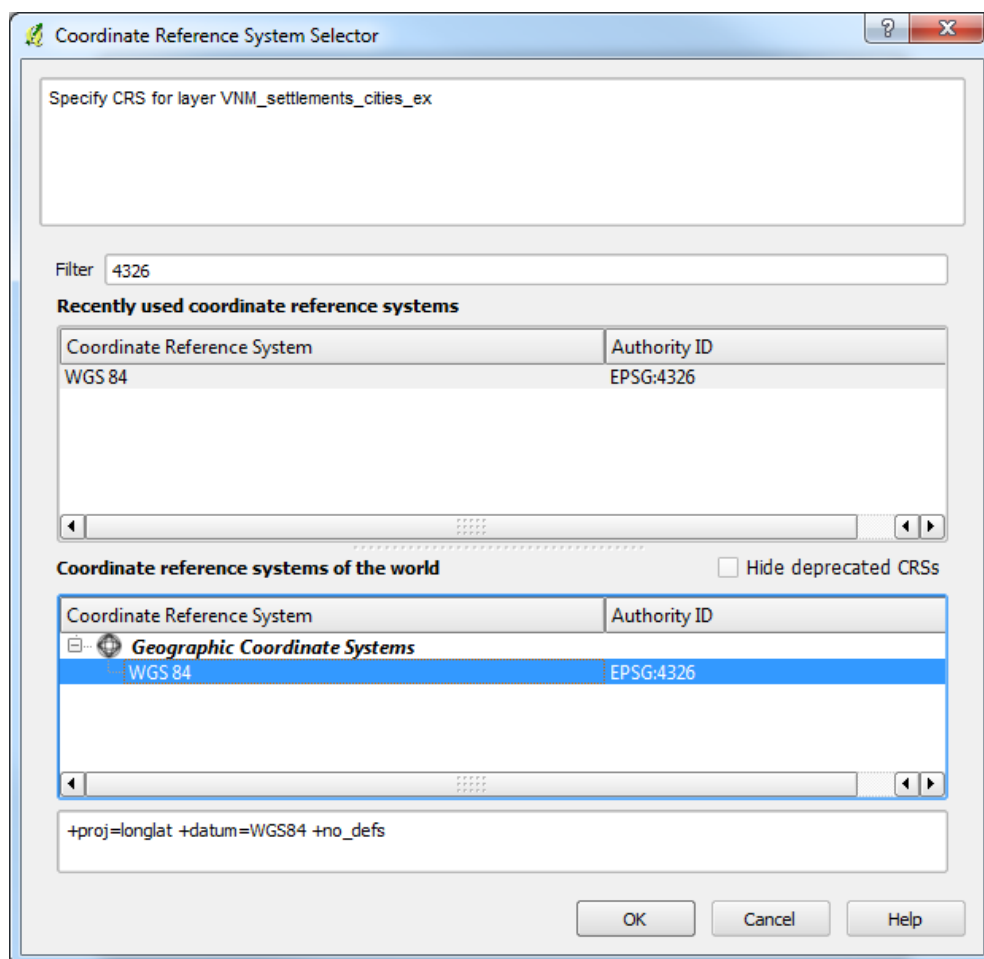 Coordinate Reference System Selector
Specify CRS for layer VNM_settlements_cities_ex
Filter 4326
Recently used coordinate reference systems
Coordinate Reference System Authority ID
WGS 84 EPSG:4326
Coordinate reference systems of the world Hide deprecated CRSs
Coordinate Reference System Authority ID
Geographic Coordinate Systems
WGS 84 EPSG:4326
+proj=longlat +datum=WGS84 +no_defs
OK Cancel Help